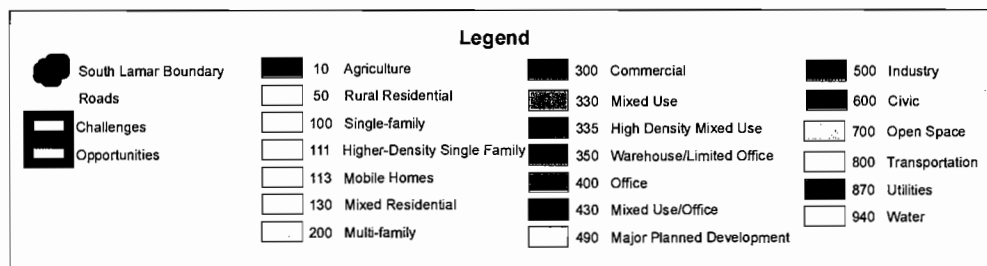 Legend
South Lamar Boundary
Roads
Challenges
Opportunities
10 Agriculture
50 Rural Residential
100 Single-family
111 Higher-Density Single Family
113 Mobile Homes
130 Mixed Residential
200 Multi-family
300 Commercial
330 Mixed Use
335 High Density Mixed Use
350 Warehouse/Limited Office
400 Office
430 Mixed Use/Office
490 Major Planned Development
500 Industry
600 Civic
700 Open Space
800 Transportation
870 Utilities
940 Water